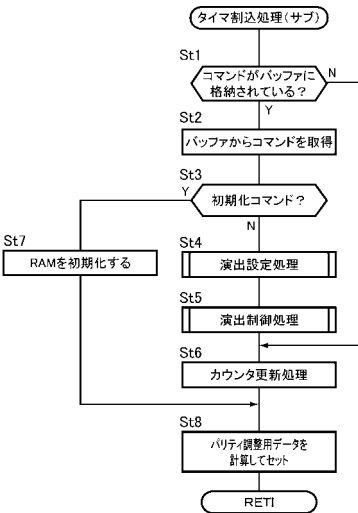 タイマ割込処理(サブ)
St1
コマンドがバッファに
格納されている？
N
Y
St2
バッファからコマンドを取得
St3
Y
初期化コマンド？
N
St7
RAMを初期化する
St4
演出設定処理
St5
演出制御処理
St6
カウンタ更新処理
St8
パリティ調整用データを
計算してセット
RETI